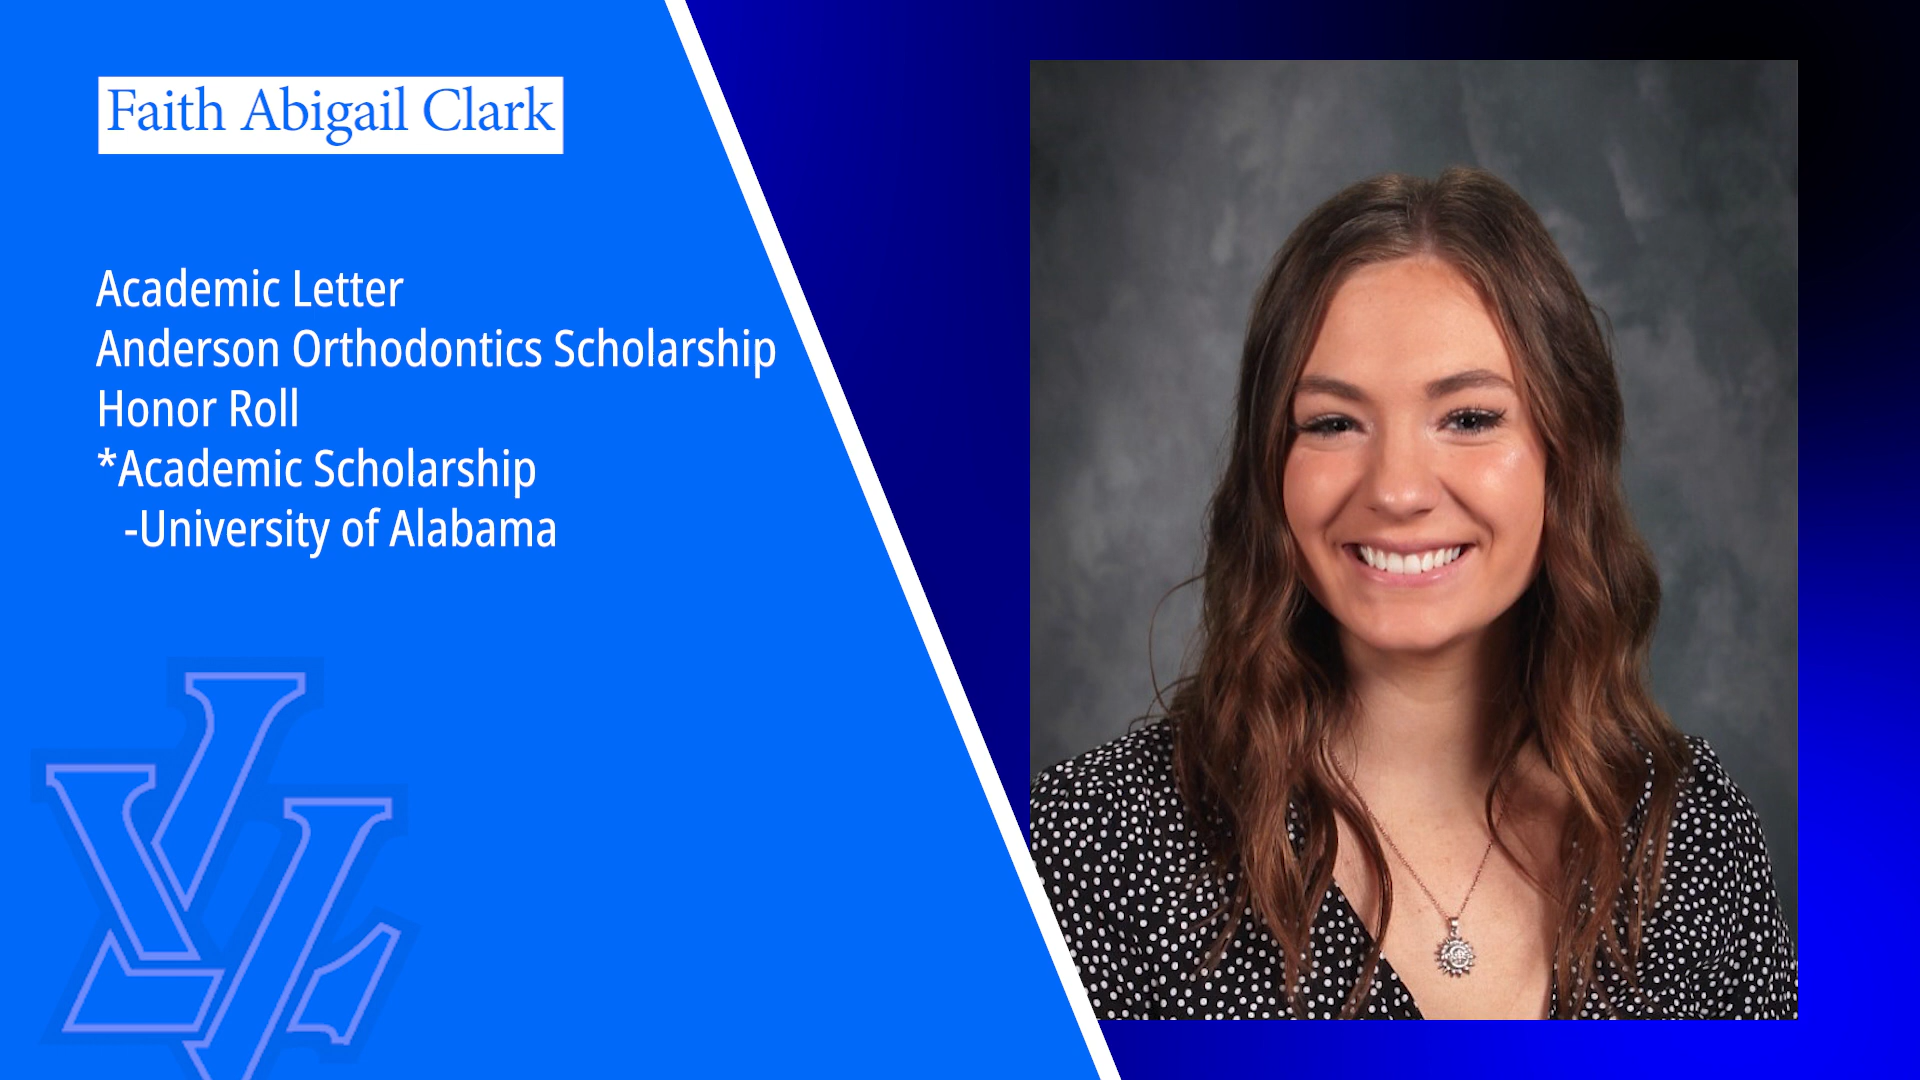 Faith Abigail Clark
Academic Letter
Anderson Orthodontics Scholarship
Honor Roll
*Academic Scholarship
-University of Alabama